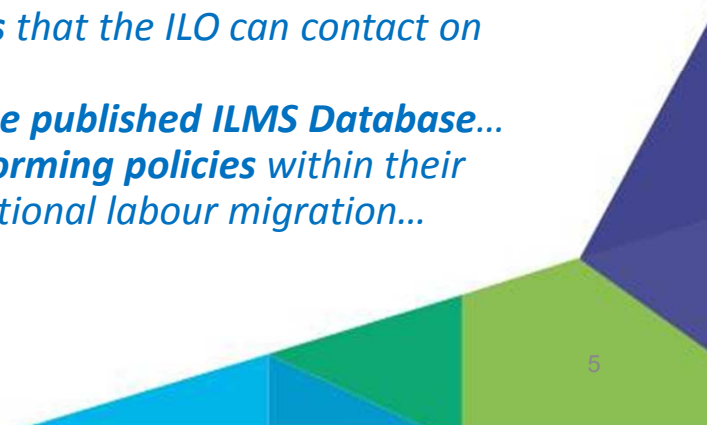 s that the ILO can contact on
e published ILMS Database…
orming policies within their
tional labour migration…
5